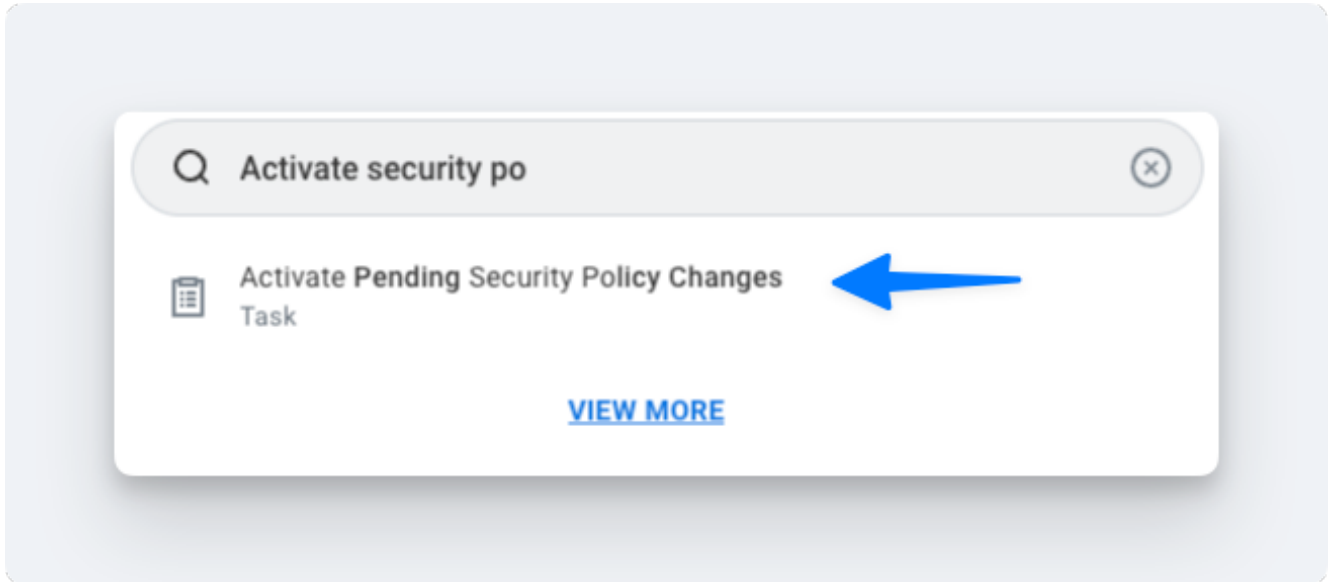 Activate security po
Activate Pending Security Policy Changes
Task
VIEW MORE